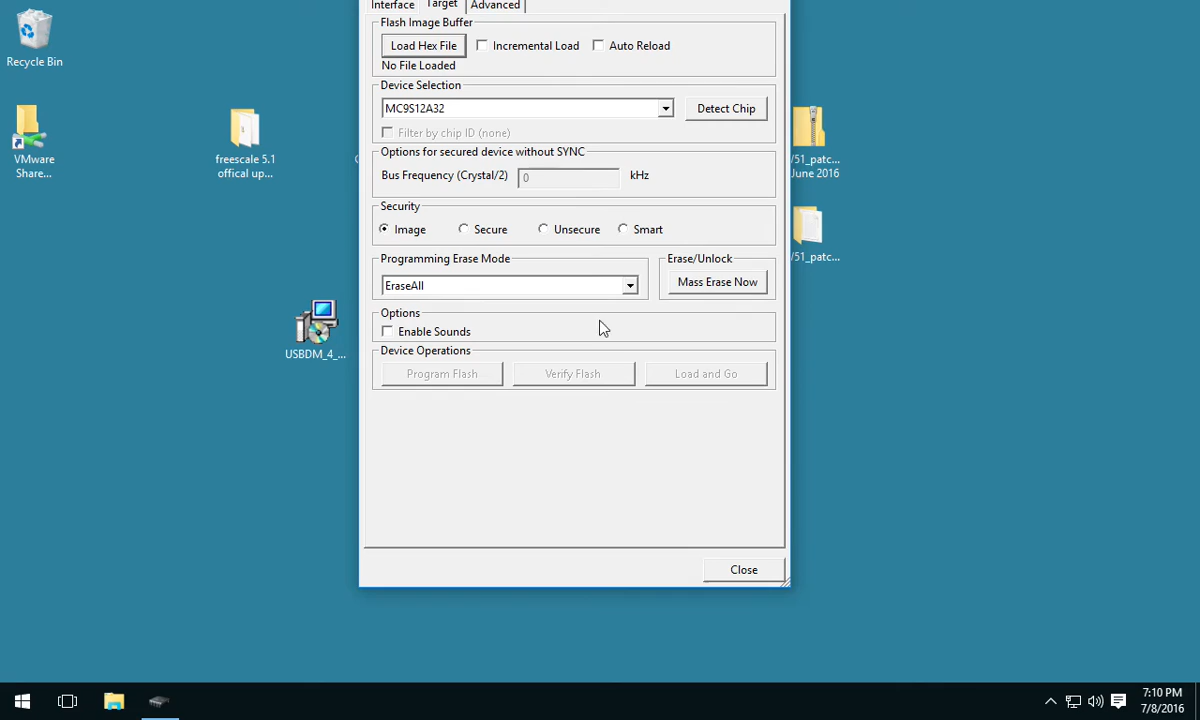 Interface Target Advanced
Flash Image Buffer
Load Hex File Incremental Load Auto Reload
No File Loaded
Device Selection
MC9S12A32 Detect Chip
Filter by chip ID (none)
Options for secured device without SYNC
Bus Frequency (Crystal/2) 0 kHz
Security
Image Secure Unsecure Smart
Programming Erase Mode Erase/Unlock
EraseAll Mass Erase Now
Options
Enable Sounds
Device Operations
Program Flash Verify Flash Load and Go
Close
Recycle Bin
VMware
Share...
freescale 5.1
offical up...
USBDM_4_...
/51_patc...
June 2016
/51_patc...
7:10 PM
7/8/2016